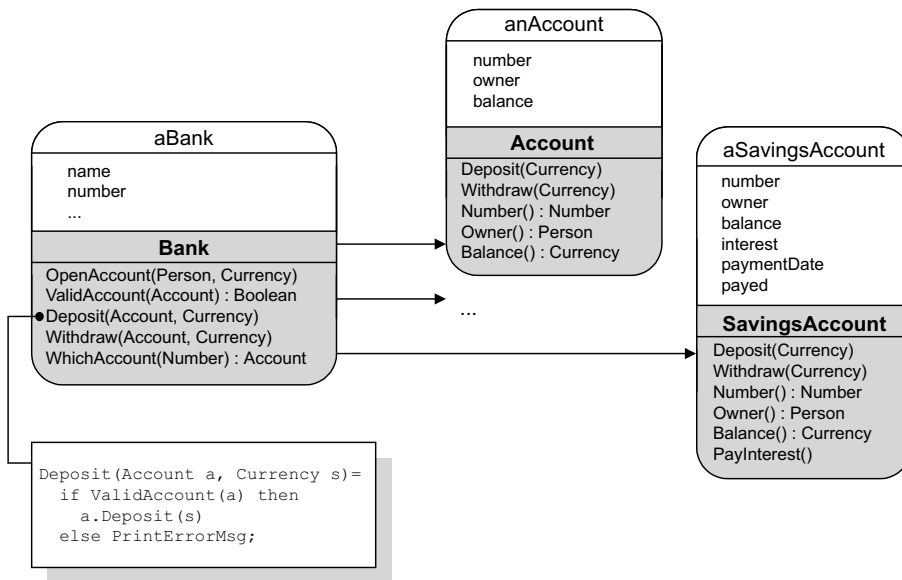 anAccount
number
owner
balance
Account
Deposit(Currency)
Withdraw(Currency)
Number() : Number
Owner() : Person
Balance() : Currency
aBank
name
number
...
Bank
OpenAccount(Person, Currency)
ValidAccount(Account) : Boolean
Deposit(Account, Currency)
Withdraw(Account, Currency)
WhichAccount(Number) : Account
...
aSavingsAccount
number
owner
balance
interest
paymentDate
payed
SavingsAccount
Deposit(Currency)
Withdraw(Currency)
Number() : Number
Owner() : Person
Balance() : Currency
PayInterest()
Deposit(Account a, Currency s)=
if ValidAccount(a) then
a.Deposit(s)
else PrintErrorMsg;